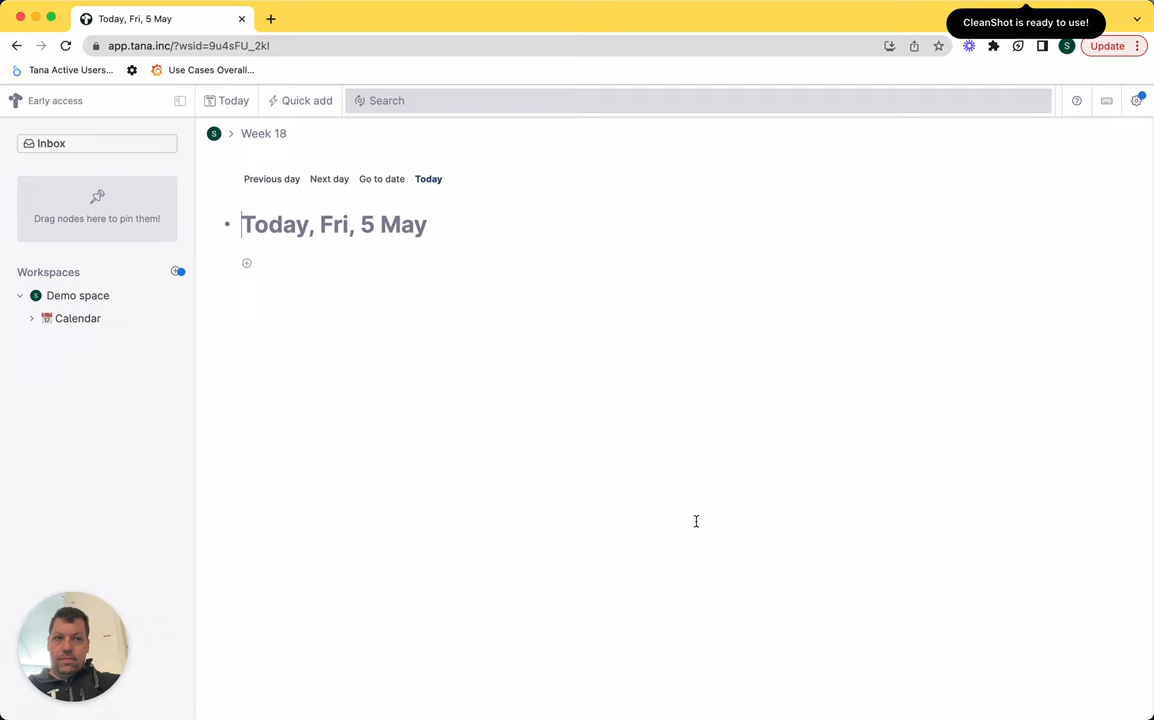 Today, Fri, 5 May
CleanShot is ready to use!
app.tana.inc/?wsid=9u4sFU_2kI
S
Update
Tana Active Users...
Use Cases Overall...
Early access
Today
Quick add
Search
Inbox
S
Week 18
Drag nodes here to pin them!
Previous day
Next day
Go to date
Today
Today, Fri, 5 May
Workspaces
S
Demo space
Calendar